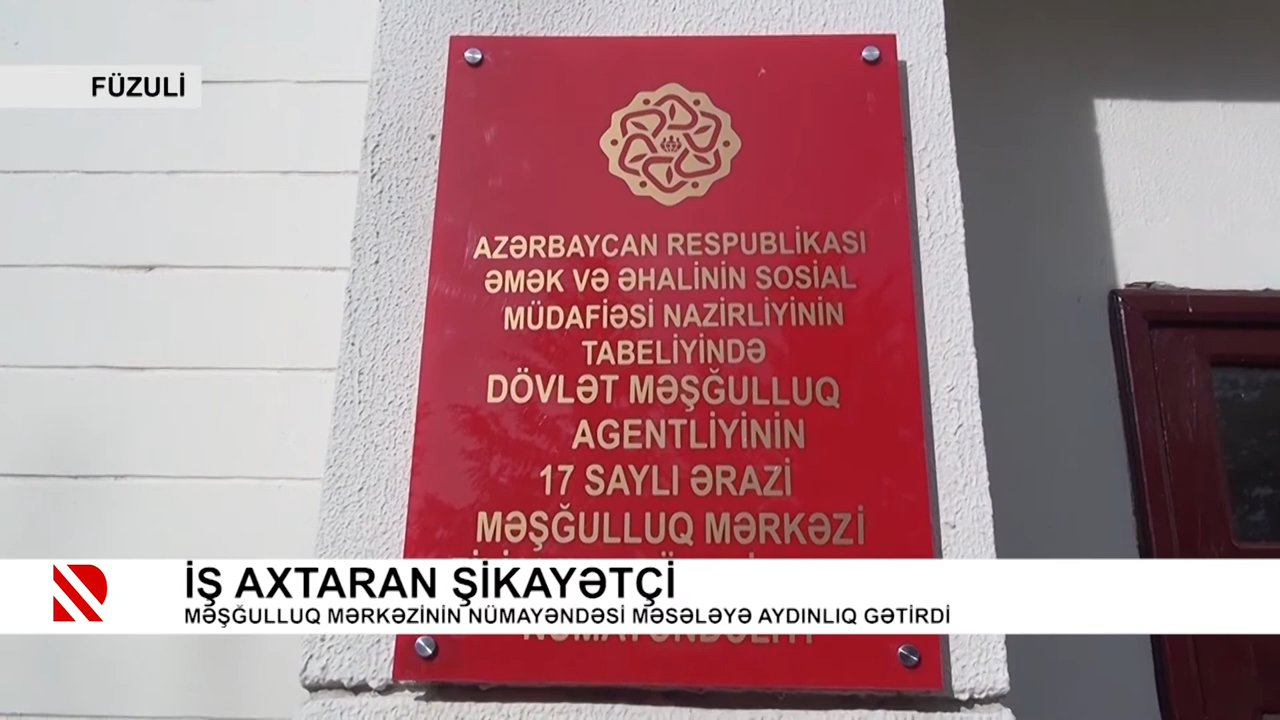 FÜZULİ
AZƏRBAYCAN RESPUBLİKASI
ƏMƏK VƏ ƏHALİNİN SOSİAL
MÜDAFİƏSİ NAZİRLİYİNİN
TABELİYİNDƏ
DÖVLƏT MƏŞĞULLUQ
AGENTLİYİNİN
17 SAYLI ƏRAZİ
MƏŞĞULLUQ MƏRKƏZİ
İŞ AXTARAN ŞİKAYƏTÇİ
MƏŞĞULLUQ MƏRKƏZİNİN NÜMAYƏNDƏSİ MƏSƏLƏYƏ AYDINLIQ GƏTİRDİ